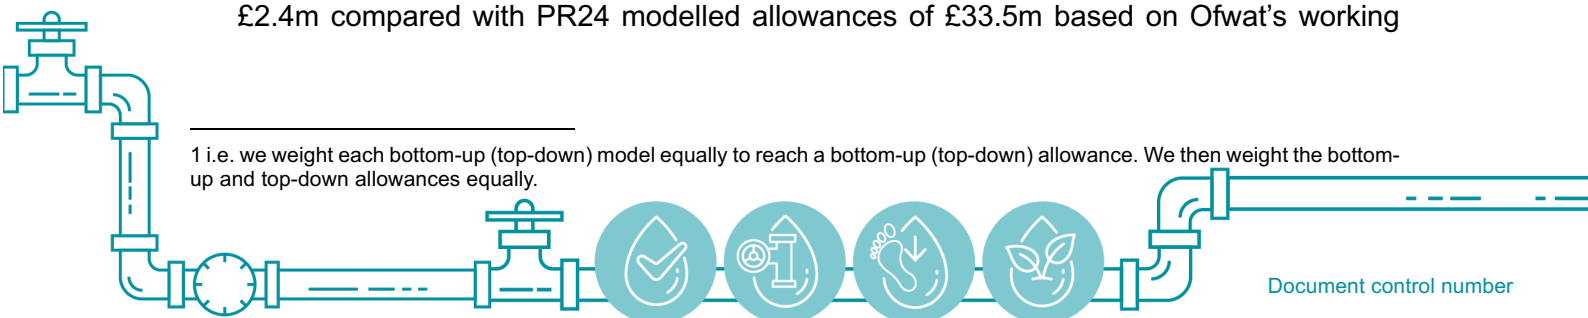 £2.4m compared with PR24 modelled allowances of £33.5m based on Ofwat’s working
1 i.e. we weight each bottom-up (top-down) model equally to reach a bottom-up (top-down) allowance. We then weight the bottom-
up and top-down allowances equally.
Document control number